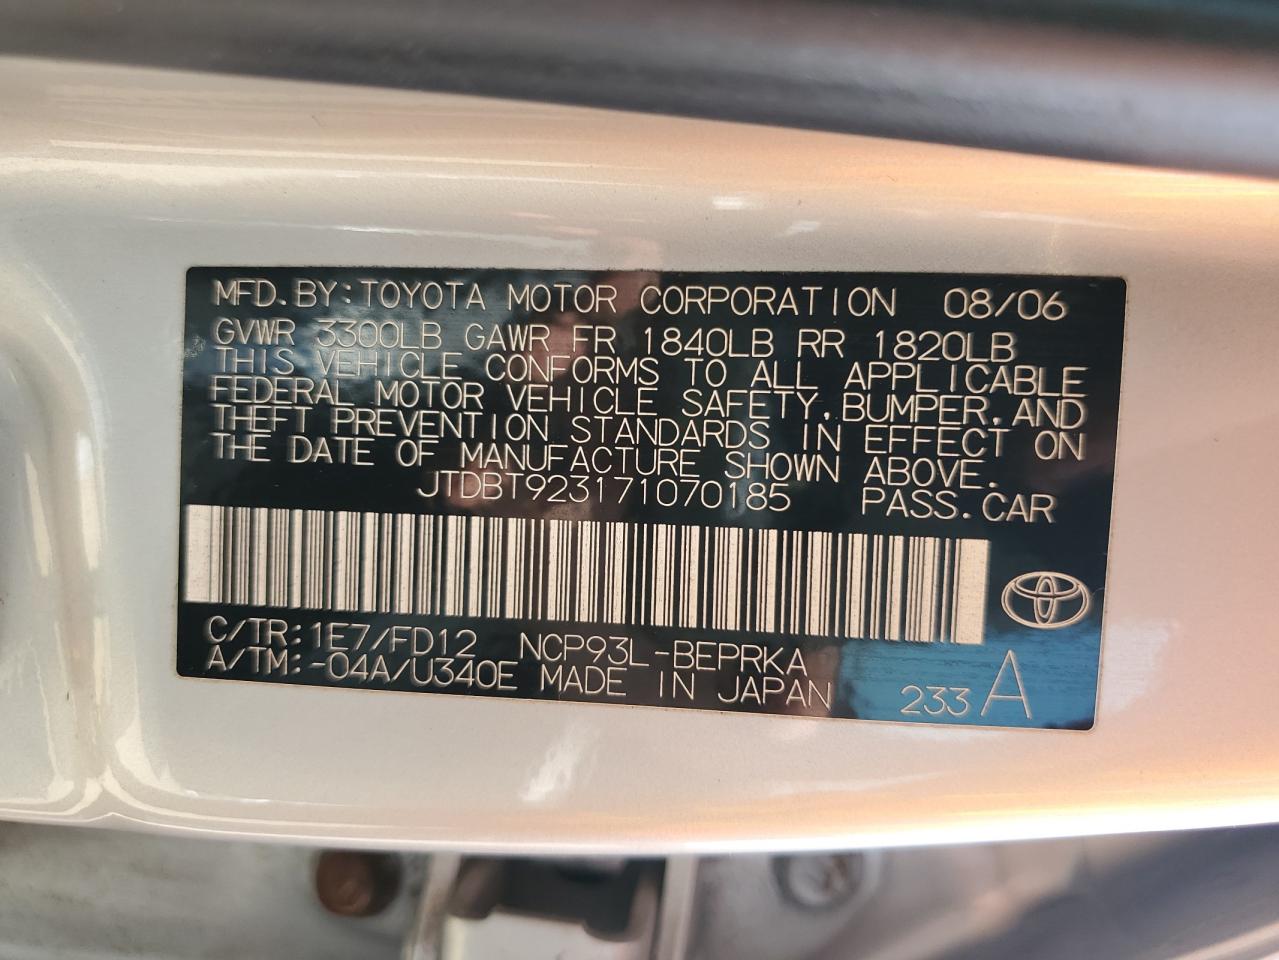 MFD.BY:TOYOTA MOTOR CORPORATION 08/06
GVWR 3300LB GAWR FR 1840LB RR 1820LB
THIS VEHICLE CONFORMS TO ALL APPLICABLE
FEDERAL MOTOR VEHICLE SAFETY,BUMPER,AND
THEFT PREVENTION STANDARDS IN EFFECT ON
THE DATE OF MANUFACTURE SHOWN ABOVE.
JTDBT923171070185 PASS.CAR
C/TR:1E7/FD12 NCP93L-BEPRKA
A/TM:-04A/U340E MADE IN JAPAN 233 A